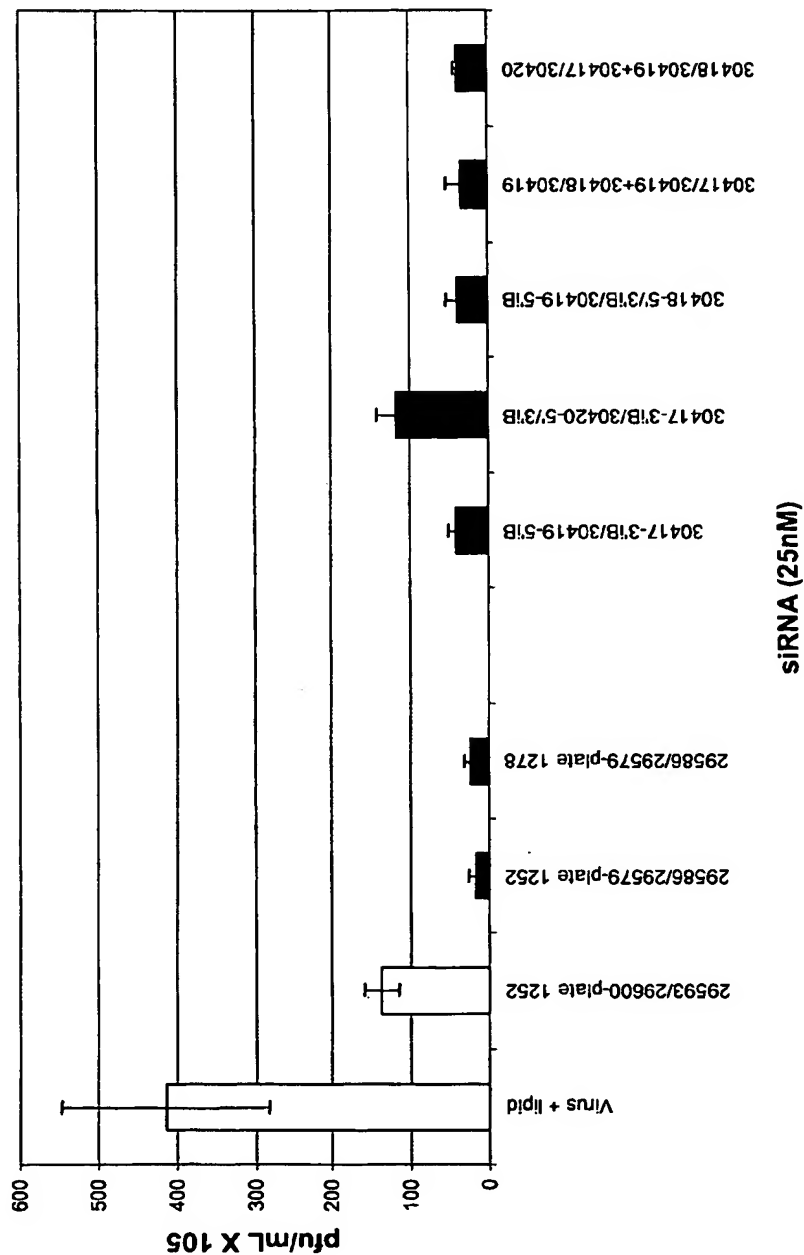 pfu/mL X 105
600
500
400
300
200
100
0
Virus + lipid
29593/29600-plate 1252
29586/29579-plate 1252
29586/29579-plate 1278
30417-3'iB/30419-5'iB
30417-3'iB/30420-5'/3'iB
30418-5'/3'iB/30419-5'iB
30417/30419+30418/30419
30418/30419+30417/30420
siRNA (25nM)